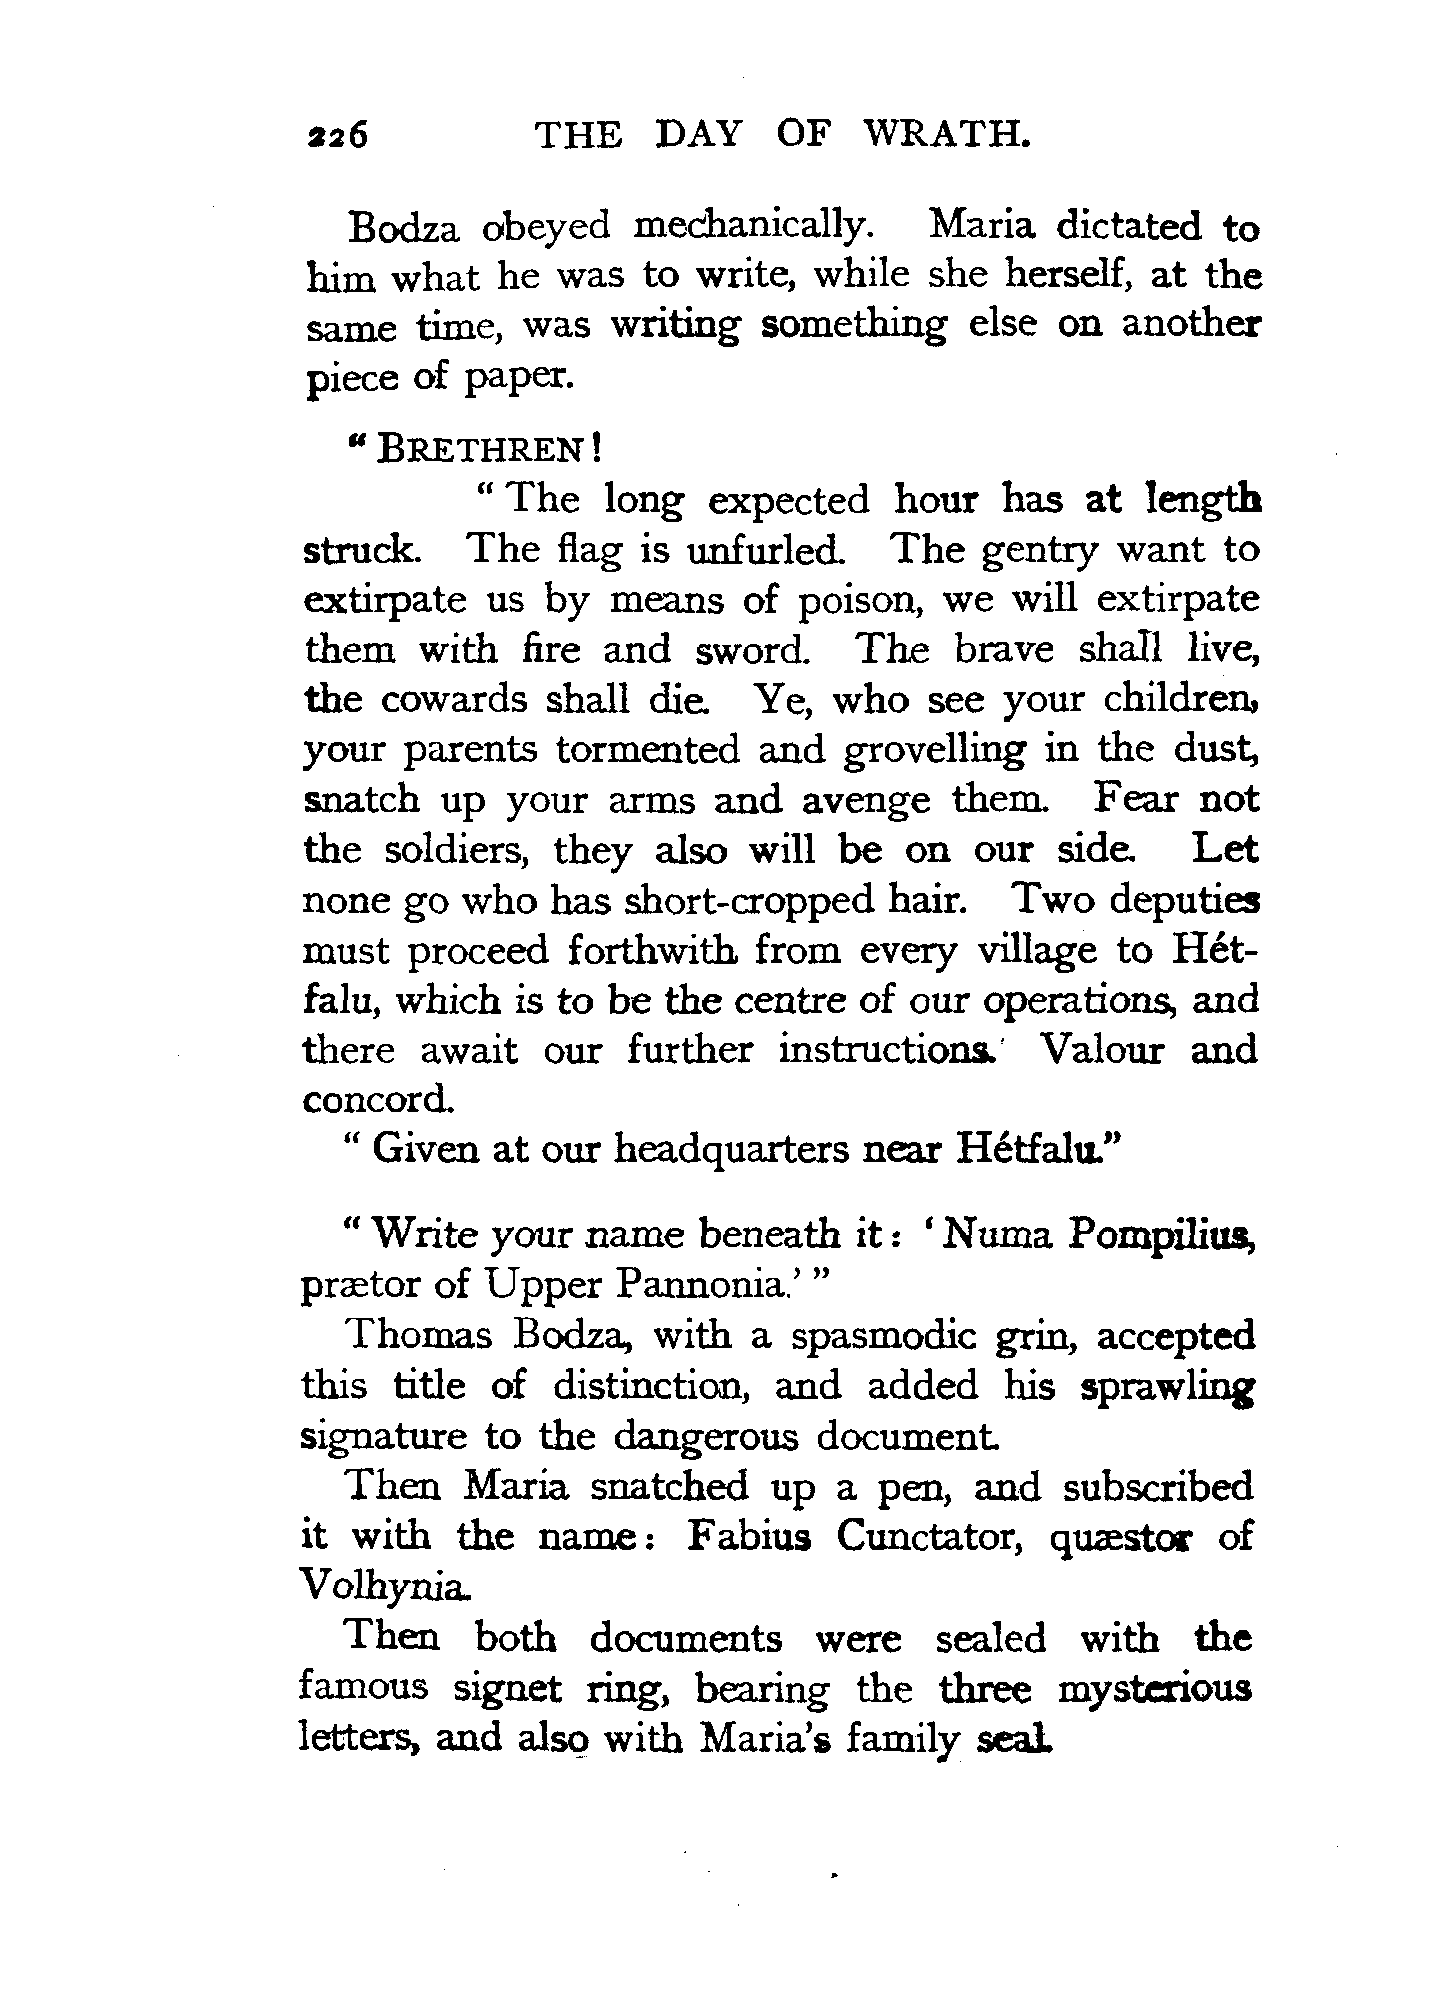 226 THE DAY OF WRATH.
Bodza obeyed mechanically. Maria dictated to
him what he was to write, while she herself, at the
same time, was writing something else on another
piece of paper.
“ BRETHREN !
“ The long expected hour has at length
struck. The flag is unfurled. The gentry want to
extirpate us by means of poison, we will extirpate
them with fire and sword. The brave shall live,
the cowards shall die. Ye, who see your children,
your parents tormented and grovelling in the dust,
snatch up your arms and avenge them. Fear not
the soldiers, they also will be on our side. Let
none go who has short-cropped hair. Two deputies
must proceed forthwith from every village to Hét-
falu, which is to be the centre of our operations, and
there await our further instructions. Valour and
concord.
“ Given at our headquarters near Hétfalu.”
“ Write your name beneath it : ‘ Numa Pompilius,
prætor of Upper Pannonia.’ ”
Thomas Bodza, with a spasmodic grin, accepted
this title of distinction, and added his sprawling
signature to the dangerous document.
Then Maria snatched up a pen, and subscribed
it with the name : Fabius Cunctator, quæstor of
Volhynia.
Then both documents were sealed with the
famous signet ring, bearing the three mysterious
letters, and also with Maria’s family seal.